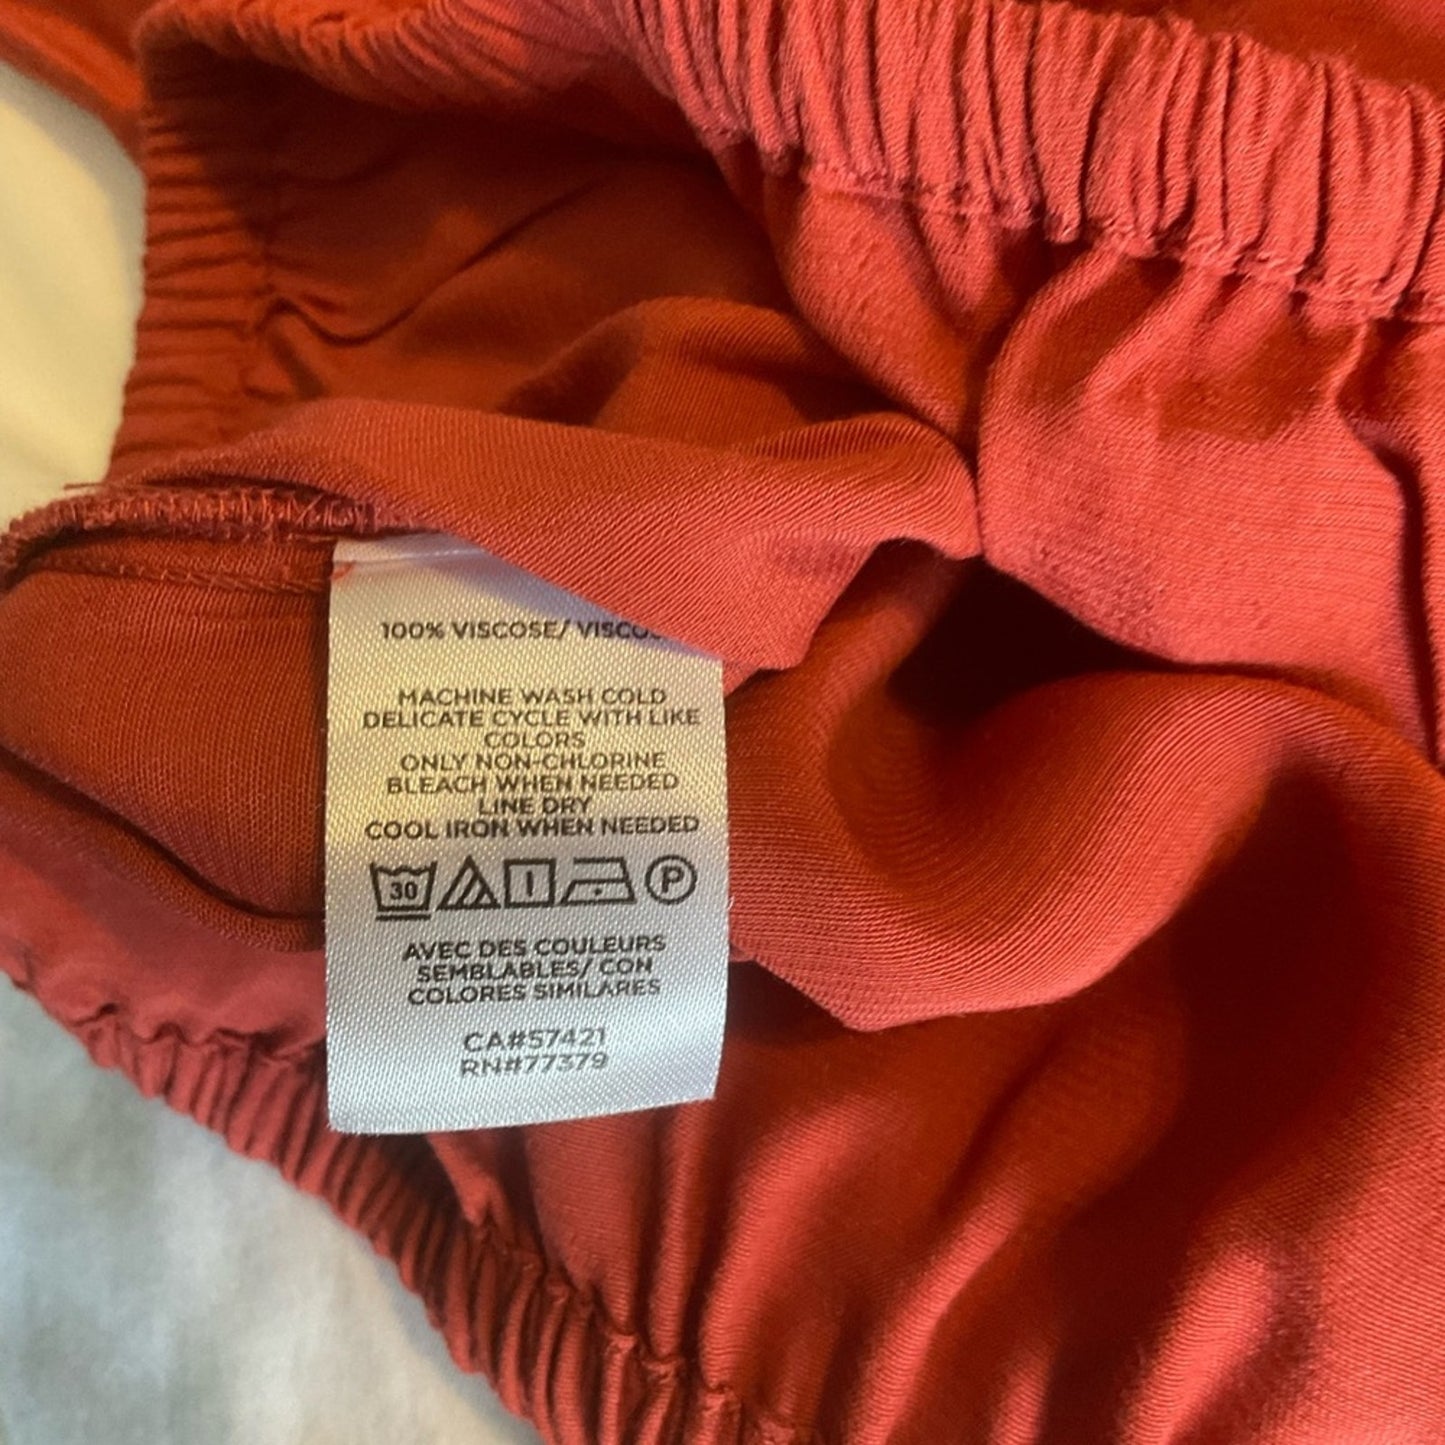 100% VISCOSE/
MACHINE WASH COLD
DELICATE CYCLE WITH LIKE
COLORS
ONLY NON-CHLORINE
BLEACH WHEN NEEDED
LINE DRY
COOL IRON WHEN NEEDED
30 P
AVEC DES COULEURS
SEMBLABLES/ CON
COLORES SIMILARES
CA#57421
RN#77379